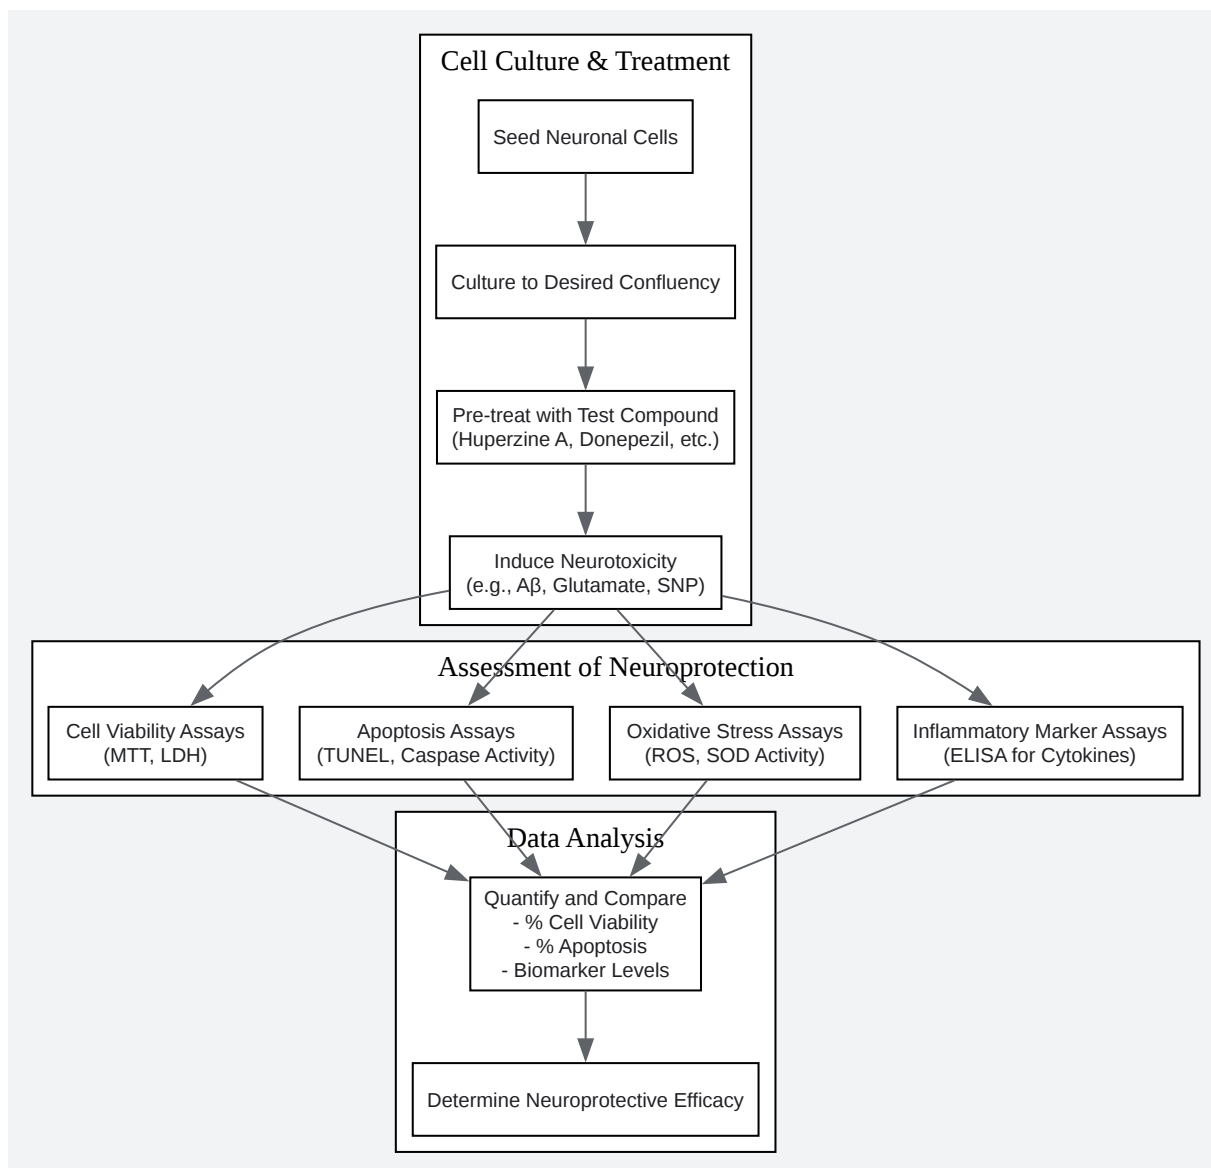 Cell Culture & Treatment
Seed Neuronal Cells
Culture to Desired Confluency
Pre-treat with Test Compound
(Huperzine A, Donepezil, etc.)
Induce Neurotoxicity
(e.g., Aβ, Glutamate, SNP)
Assessment of Neuroprotection
Cell Viability Assays
(MTT, LDH)
Apoptosis Assays
(TUNEL, Caspase Activity)
Oxidative Stress Assays
(ROS, SOD Activity)
Inflammatory Marker Assays
(ELISA for Cytokines)
Data Analysis
Quantify and Compare
- % Cell Viability
- % Apoptosis
- Biomarker Levels
Determine Neuroprotective Efficacy